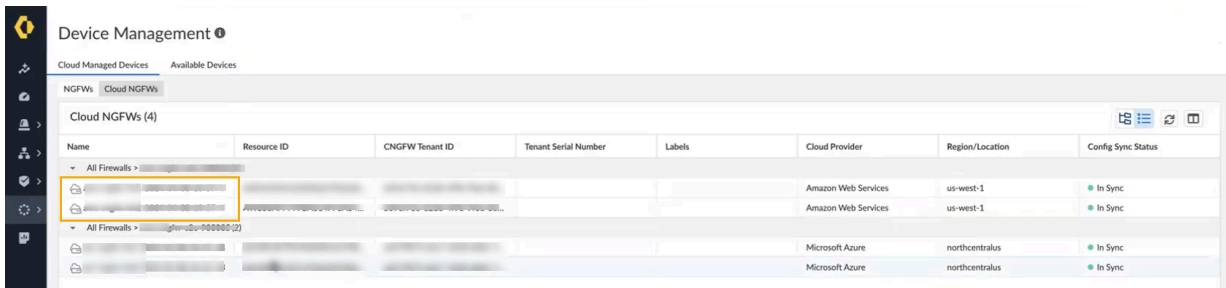 Device Management
Cloud Managed Devices Available Devices
NGFWs Cloud NGFWs
Cloud NGFWs (4)
Name Resource ID CNGFW Tenant ID Tenant Serial Number Labels Cloud Provider Region/Location Config Sync Status
All Firewalls >
Amazon Web Services us-west-1 In Sync
Amazon Web Services us-west-1 In Sync
All Firewalls > (2)
Microsoft Azure northcentralus In Sync
Microsoft Azure northcentralus In Sync